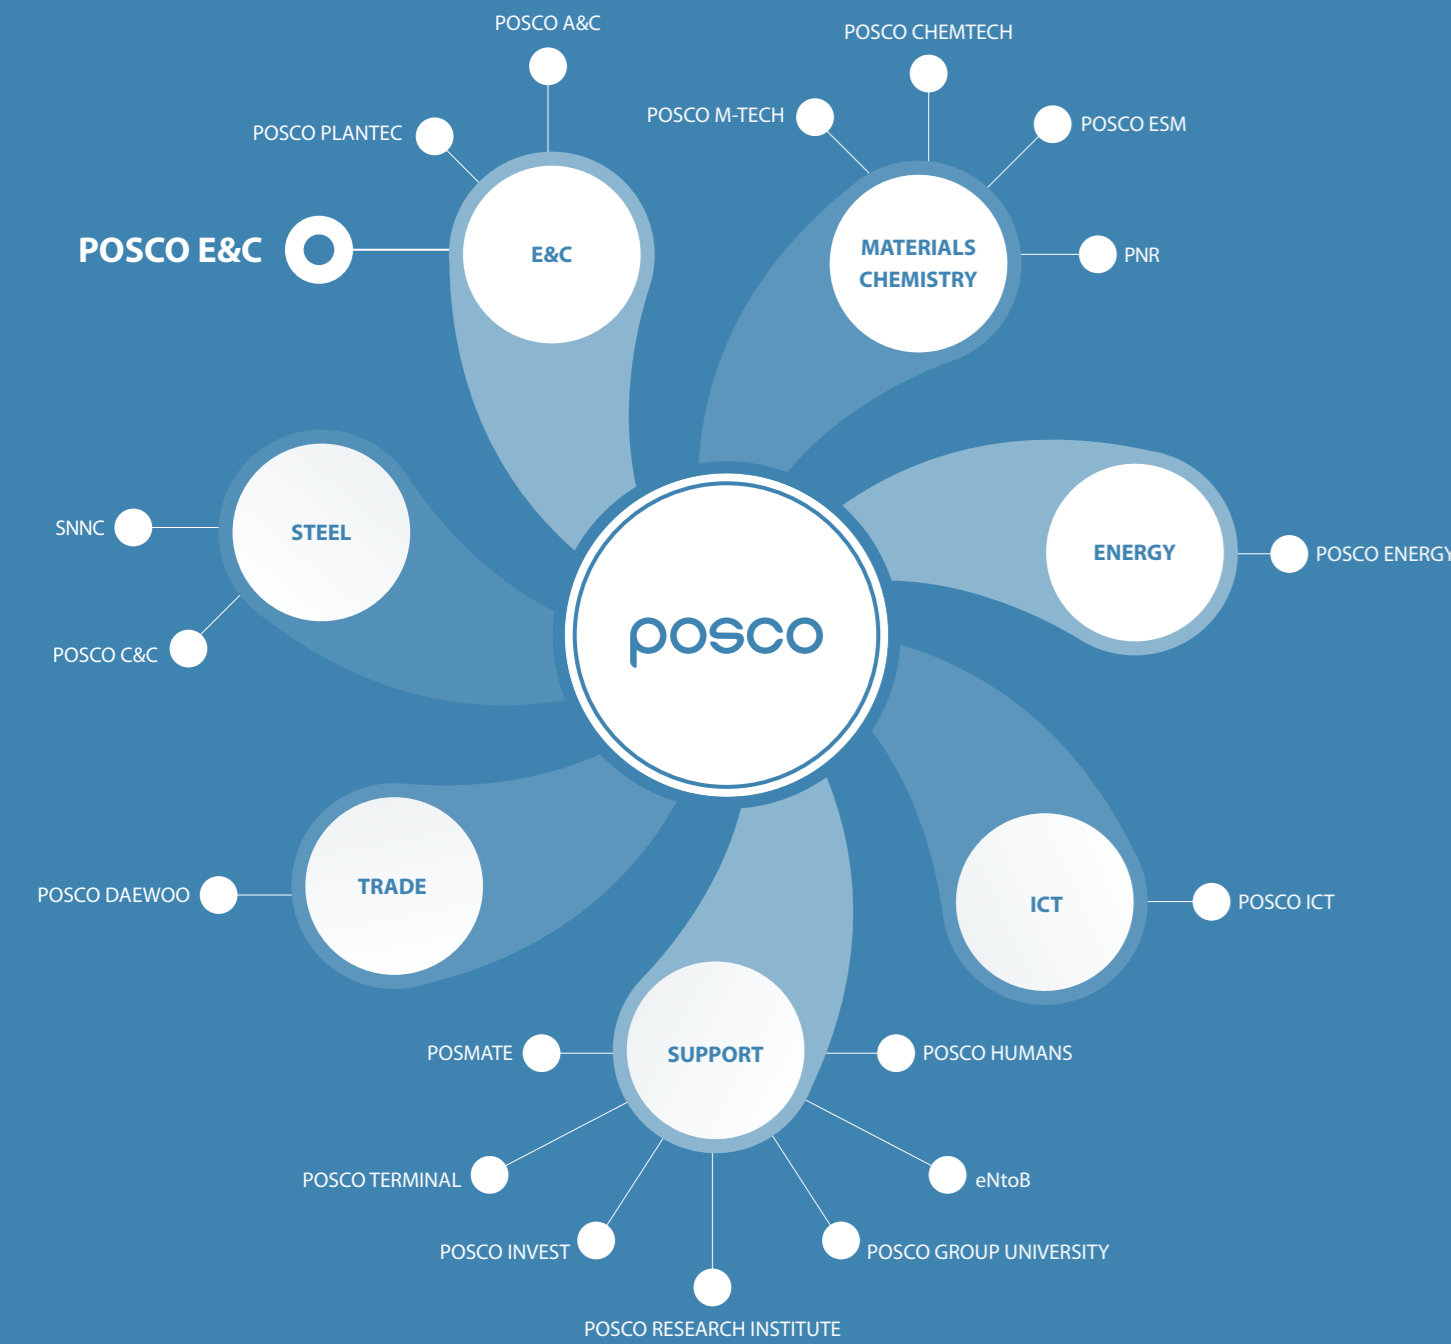 POSCO A&C
POSCO CHEMTECH
POSCO M-TECH
POSCO ESM
POSCO PLANTEC
POSCO E&C
E&C
MATERIALS
CHEMISTRY
PNR
SNNC
STEEL
ENERGY
POSCO ENERGY
posco
POSCO C&C
POSCO DAEWOO
TRADE
ICT
POSCO ICT
POSMATE
SUPPORT
POSCO HUMANS
POSCO TERMINAL
eNtoB
POSCO INVEST
POSCO GROUP UNIVERSITY
POSCO RESEARCH INSTITUTE